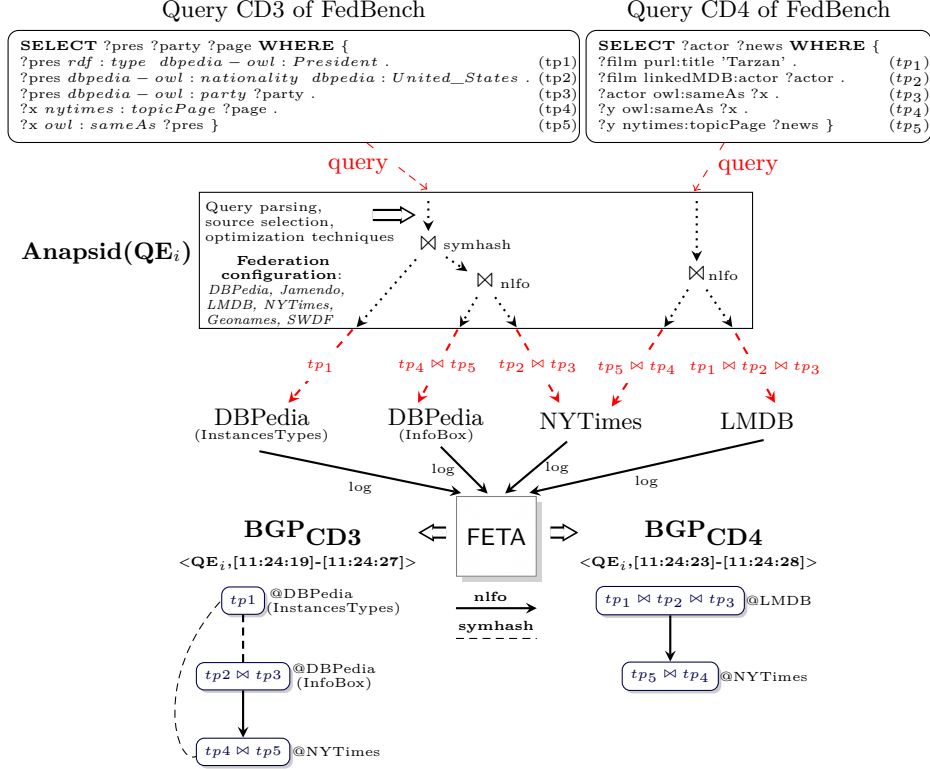 Query CD3 of FedBench
SELECT ?pres ?party ?page WHERE {
?pres rdf : type dbpedia − owl : President . (tp1)
?pres dbpedia − owl : nationality dbpedia : United_States . (tp2)
?pres dbpedia − owl : party ?party . (tp3)
?x nytimes : topicPage ?page . (tp4)
?x owl : sameAs ?pres } (tp5)
Query CD4 of FedBench
SELECT ?actor ?news WHERE {
?film purl:title 'Tarzan' . (tp1)
?film linkedMDB:actor ?actor . (tp2)
?actor owl:sameAs ?x . (tp3)
?y owl:sameAs ?x . (tp4)
?y nytimes:topicPage ?news } (tp5)
query
query
Anapsid(QEi)
Query parsing,
source selection,
optimization techniques
Federation
configuration:
DBPedia, Jamendo,
LMDB, NYTimes,
Geonames, SWDF
⋈ symhash
⋈ nlfo
⋈ nlfo
tp1
tp4 ⋈ tp5
tp2 ⋈ tp3
tp5 ⋈ tp4
tp1 ⋈ tp2 ⋈ tp3
DBPedia
(InstancesTypes)
DBPedia
(InfoBox)
NYTimes
LMDB
log
log
log
log
FETA
BGPCD3
<QEi,[11:24:19]-[11:24:27]>
BGPCD4
<QEi,[11:24:23]-[11:24:28]>
nlfo
symhash
tp1
@DBPedia
(InstancesTypes)
tp2 ⋈ tp3
@DBPedia
(InfoBox)
tp4 ⋈ tp5 @NYTimes
tp1 ⋈ tp2 ⋈ tp3 @LMDB
tp5 ⋈ tp4 @NYTimes